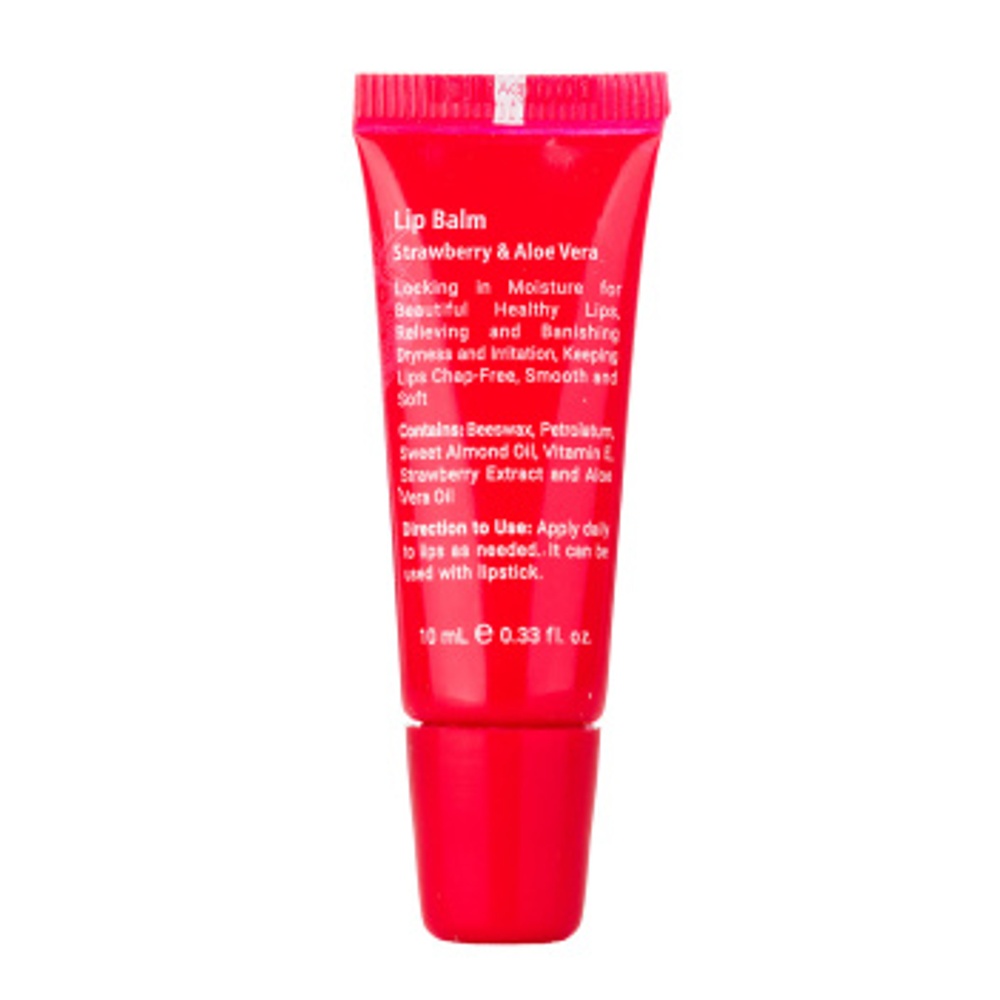 Lip Balm
Strawberry & Aloe Vera
Locking in Moisture for
Beautiful Healthy Lips,
Relieving and Banishing
Dryness and Irritation, Keeping
Lips Chap-Free, Smooth and
Soft
Contains: Beeswax, Petrolatum,
Sweet Almond Oil, Vitamin E,
Strawberry Extract and Aloe
Vera Oil
Direction to Use: Apply daily
to lips as needed. It can be
used with lipstick.
10 mL ℮ 0.33 fl. oz.